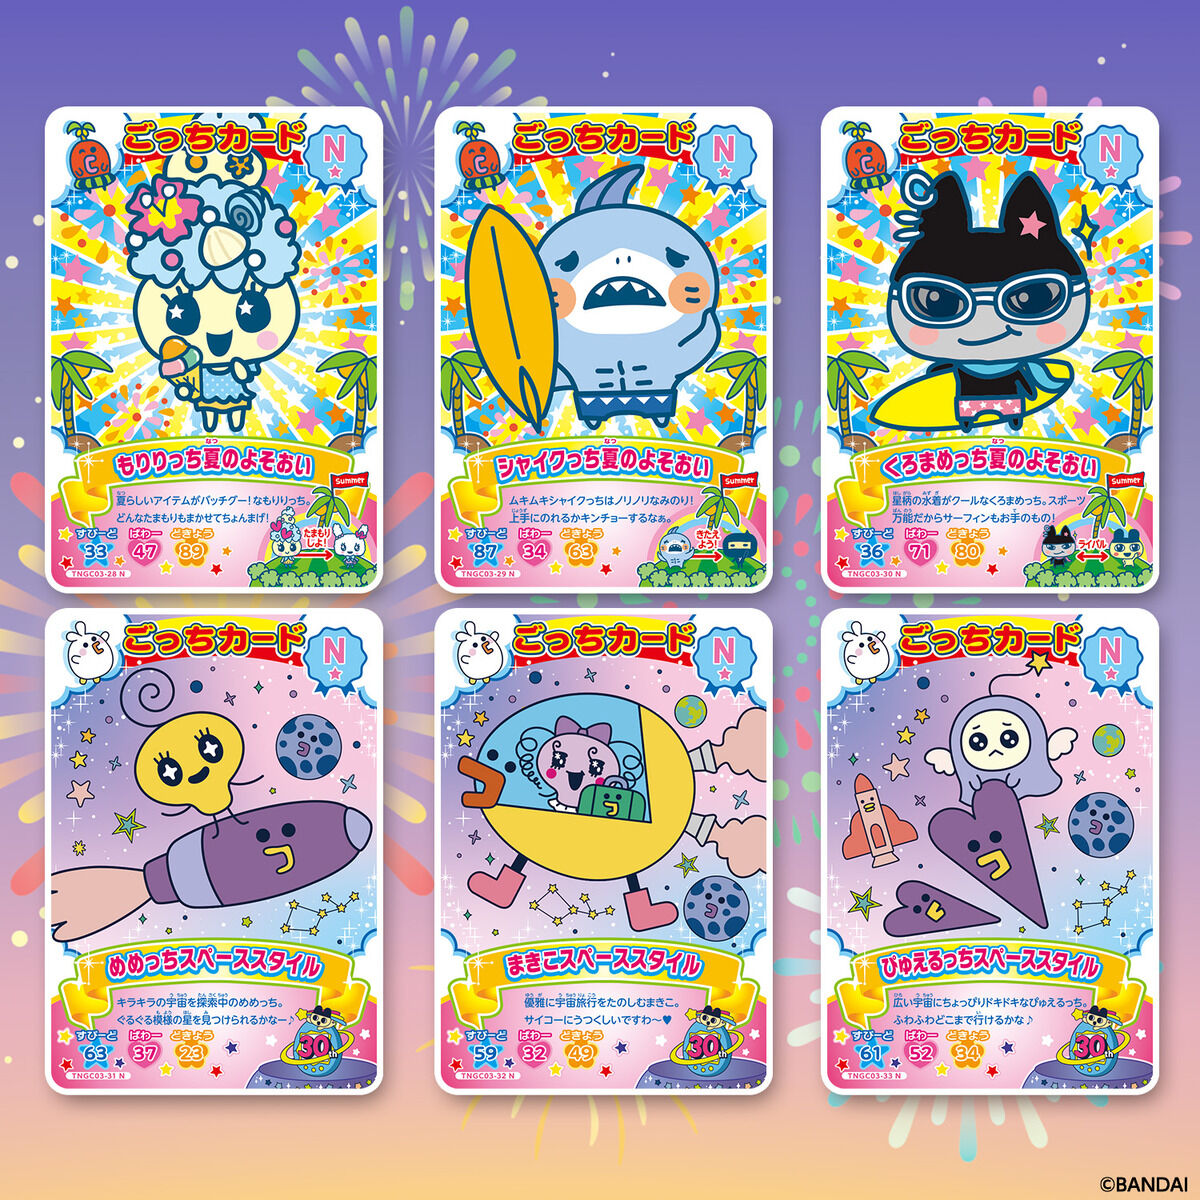 ごっちカード
N
もりりっち夏のよそおい
なつ
夏らしいアイテムがバッチグー!なもりりっち。
どんなたまもりもまかせてちょんまげ!
Summer
たまもりしよ!
すぴーど 33
ぱわー 47
どきょう 89
TNGC03-28 N
ごっちカード
N
シャイクっち夏のよそおい
なつ
ムキムキシャイクっちはノリノリなみのり!
上手にのれるかキンチョーするなぁ。
じょうず
Summer
きたえよう!
すぴーど 87
ぱわー 34
どきょう 63
TNGC03-29 N
ごっちカード
N
くろまめっち夏のよそおい
なつ
星柄の水着がクールなくろまめっち。スポーツ
万能だからサーフィンもお手のもの!
Summer
ライバル
すぴーど 36
ぱわー 71
どきょう 80
TNGC03-30 N
ごっちカード
N
めめっちスペーススタイル
キラキラの宇宙を探索中のめめっち。
ぐるぐる模様の星を見つけられるかな〜♪
30th
すぴーど 63
ぱわー 37
どきょう 23
TNGC03-31 N
ごっちカード
N
まきこスペーススタイル
優雅に宇宙旅行をたのしむまきこ。
サイコーにうつくしいですわ〜♥
30th
すぴーど 59
ぱわー 32
どきょう 49
TNGC03-32 N
ごっちカード
N
ぴゅえるっちスペーススタイル
広い宇宙にちょっぴりドキドキなぴゅえるっち。
ふわふわどこまで行けるかな♪
30th
すぴーど 61
ぱわー 52
どきょう 34
TNGC03-33 N
©BANDAI